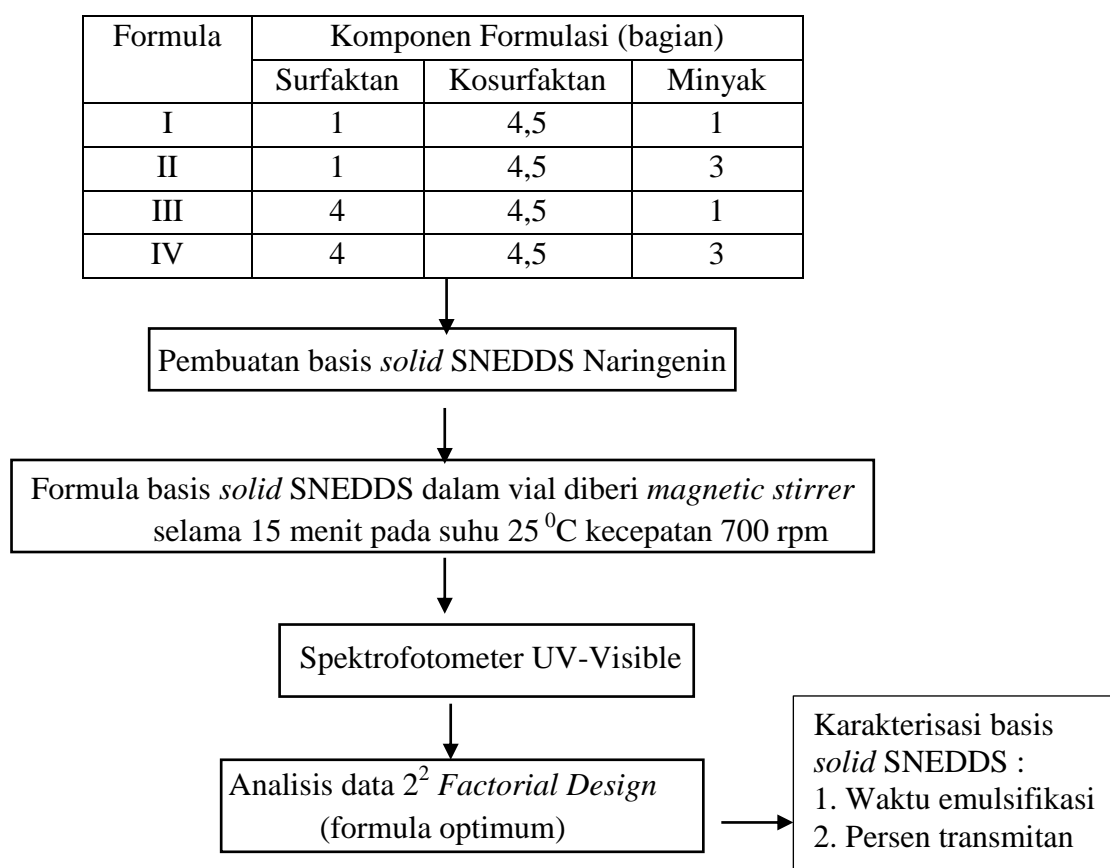 Formula Komponen Formulasi (bagian)
Surfaktan Kosurfaktan Minyak
I 1 4,5 1
II 1 4,5 3
III 4 4,5 1
IV 4 4,5 3
Pembuatan basis solid SNEDDS Naringenin
Formula basis solid SNEDDS dalam vial diberi magnetic stirrer
selama 15 menit pada suhu 25 ⁰C kecepatan 700 rpm
Spektrofotometer UV-Visible
Analisis data 2² Factorial Design
(formula optimum)
Karakterisasi basis
solid SNEDDS :
1. Waktu emulsifikasi
2. Persen transmitan